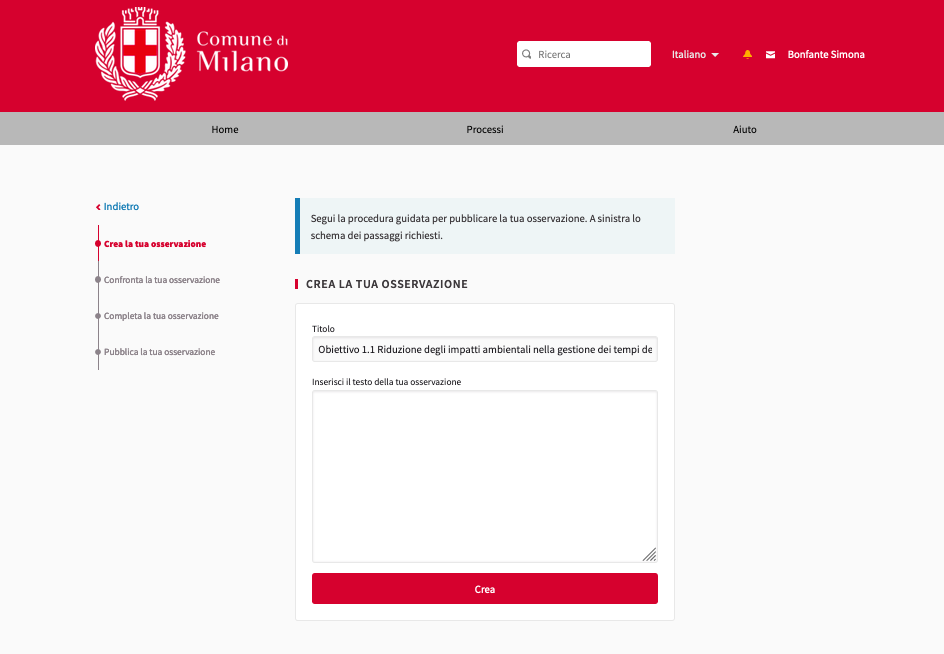 Comune di
Milano
Ricerca
Italiano
Bonfante Simona
Home
Processi
Aiuto
Indietro
Crea la tua osservazione
Confronta la tua osservazione
Completa la tua osservazione
Pubblica la tua osservazione
Segui la procedura guidata per pubblicare la tua osservazione. A sinistra lo
schema dei passaggi richiesti.
CREA LA TUA OSSERVAZIONE
Titolo
Obiettivo 1.1 Riduzione degli impatti ambientali nella gestione dei tempi de
Inserisci il testo della tua osservazione
Crea